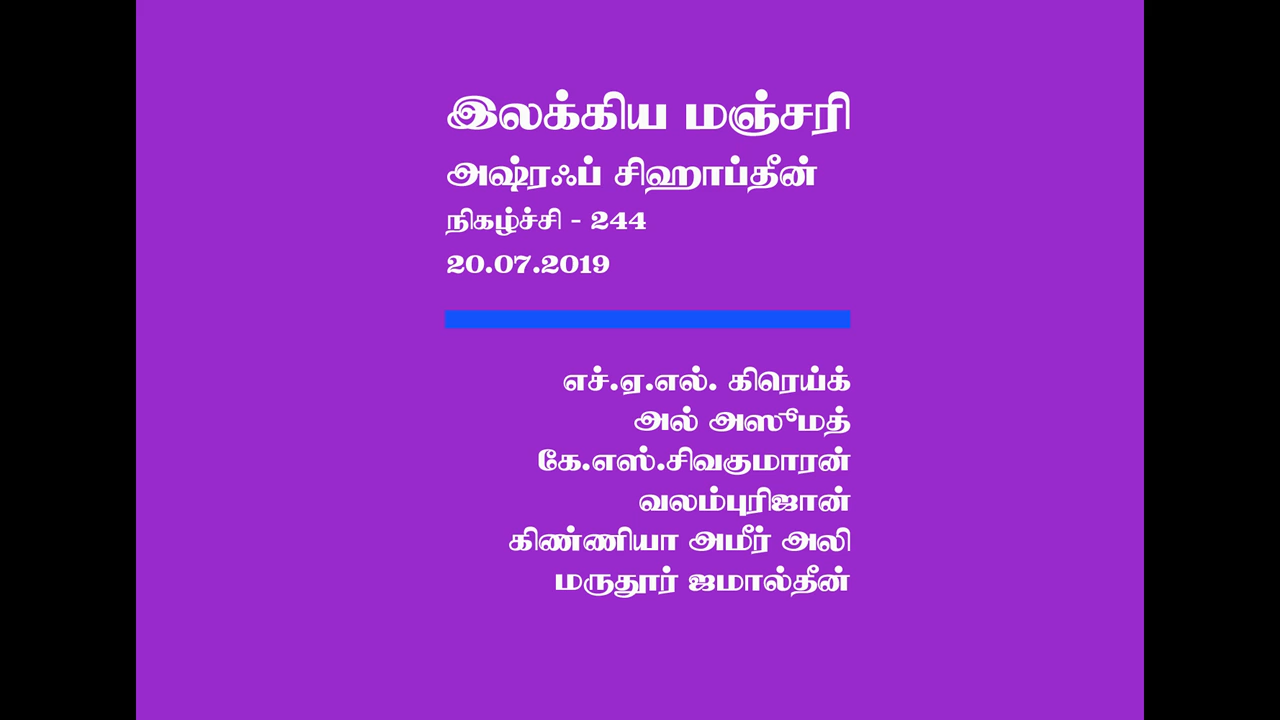 இலக்கிய மஞ்சரி
அஷ்ரஃப் சிஹாப்தீன்
நிகழ்ச்சி - 244
20.07.2019
எச்.ஏ.எல். கிரெய்க்
அல் அஸூமத்
கே.எஸ்.சிவகுமாரன்
வலம்புரிஜான்
கிண்ணியா அமீர் அலி
மருதூர் ஜமால்தீன்